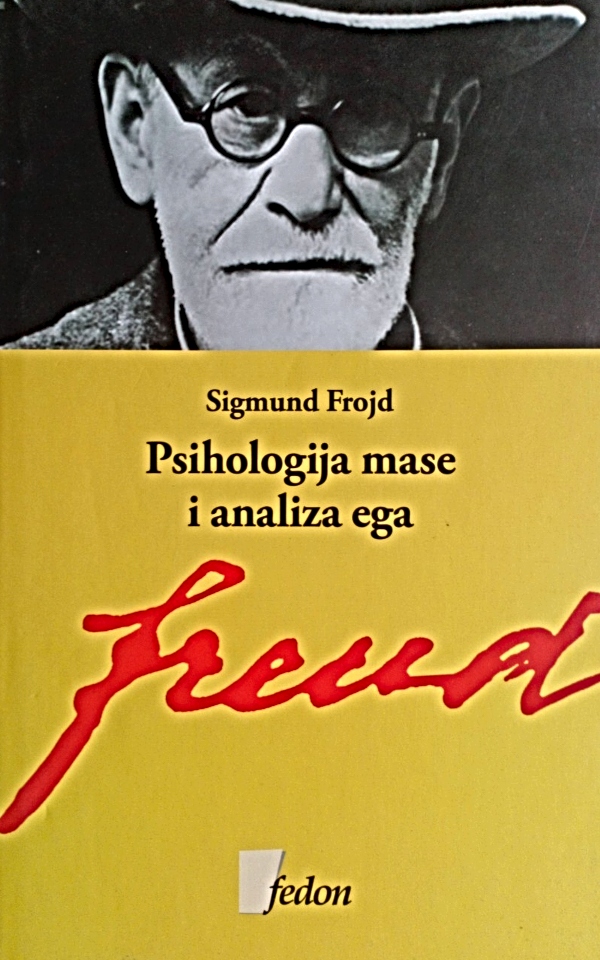 Sigmund Frojd
Psihologija mase
i analiza ega
freud
fedon